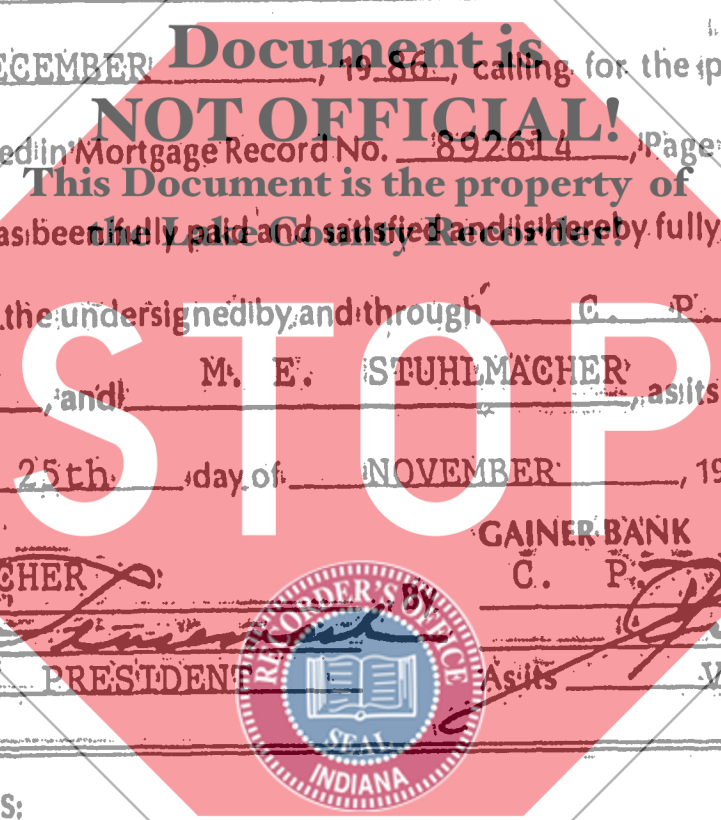 Document is
ECEMBER, 1986, calling for the p
NOT OFFICIAL!
ed in Mortgage Record No. 892614, Page
This Document is the property of
the Lake County Recorder!
as been fully paid and satisfied and is hereby fully
the undersigned by and through C. P.
STOP
, and M. E. STUHLMACHER, as its
25th day of NOVEMBER, 19
GAINER BANK
CHER
By C. P.
PRESIDENT
As its V
RECORDER'S OFFICE
SEAL
INDIANA
S: